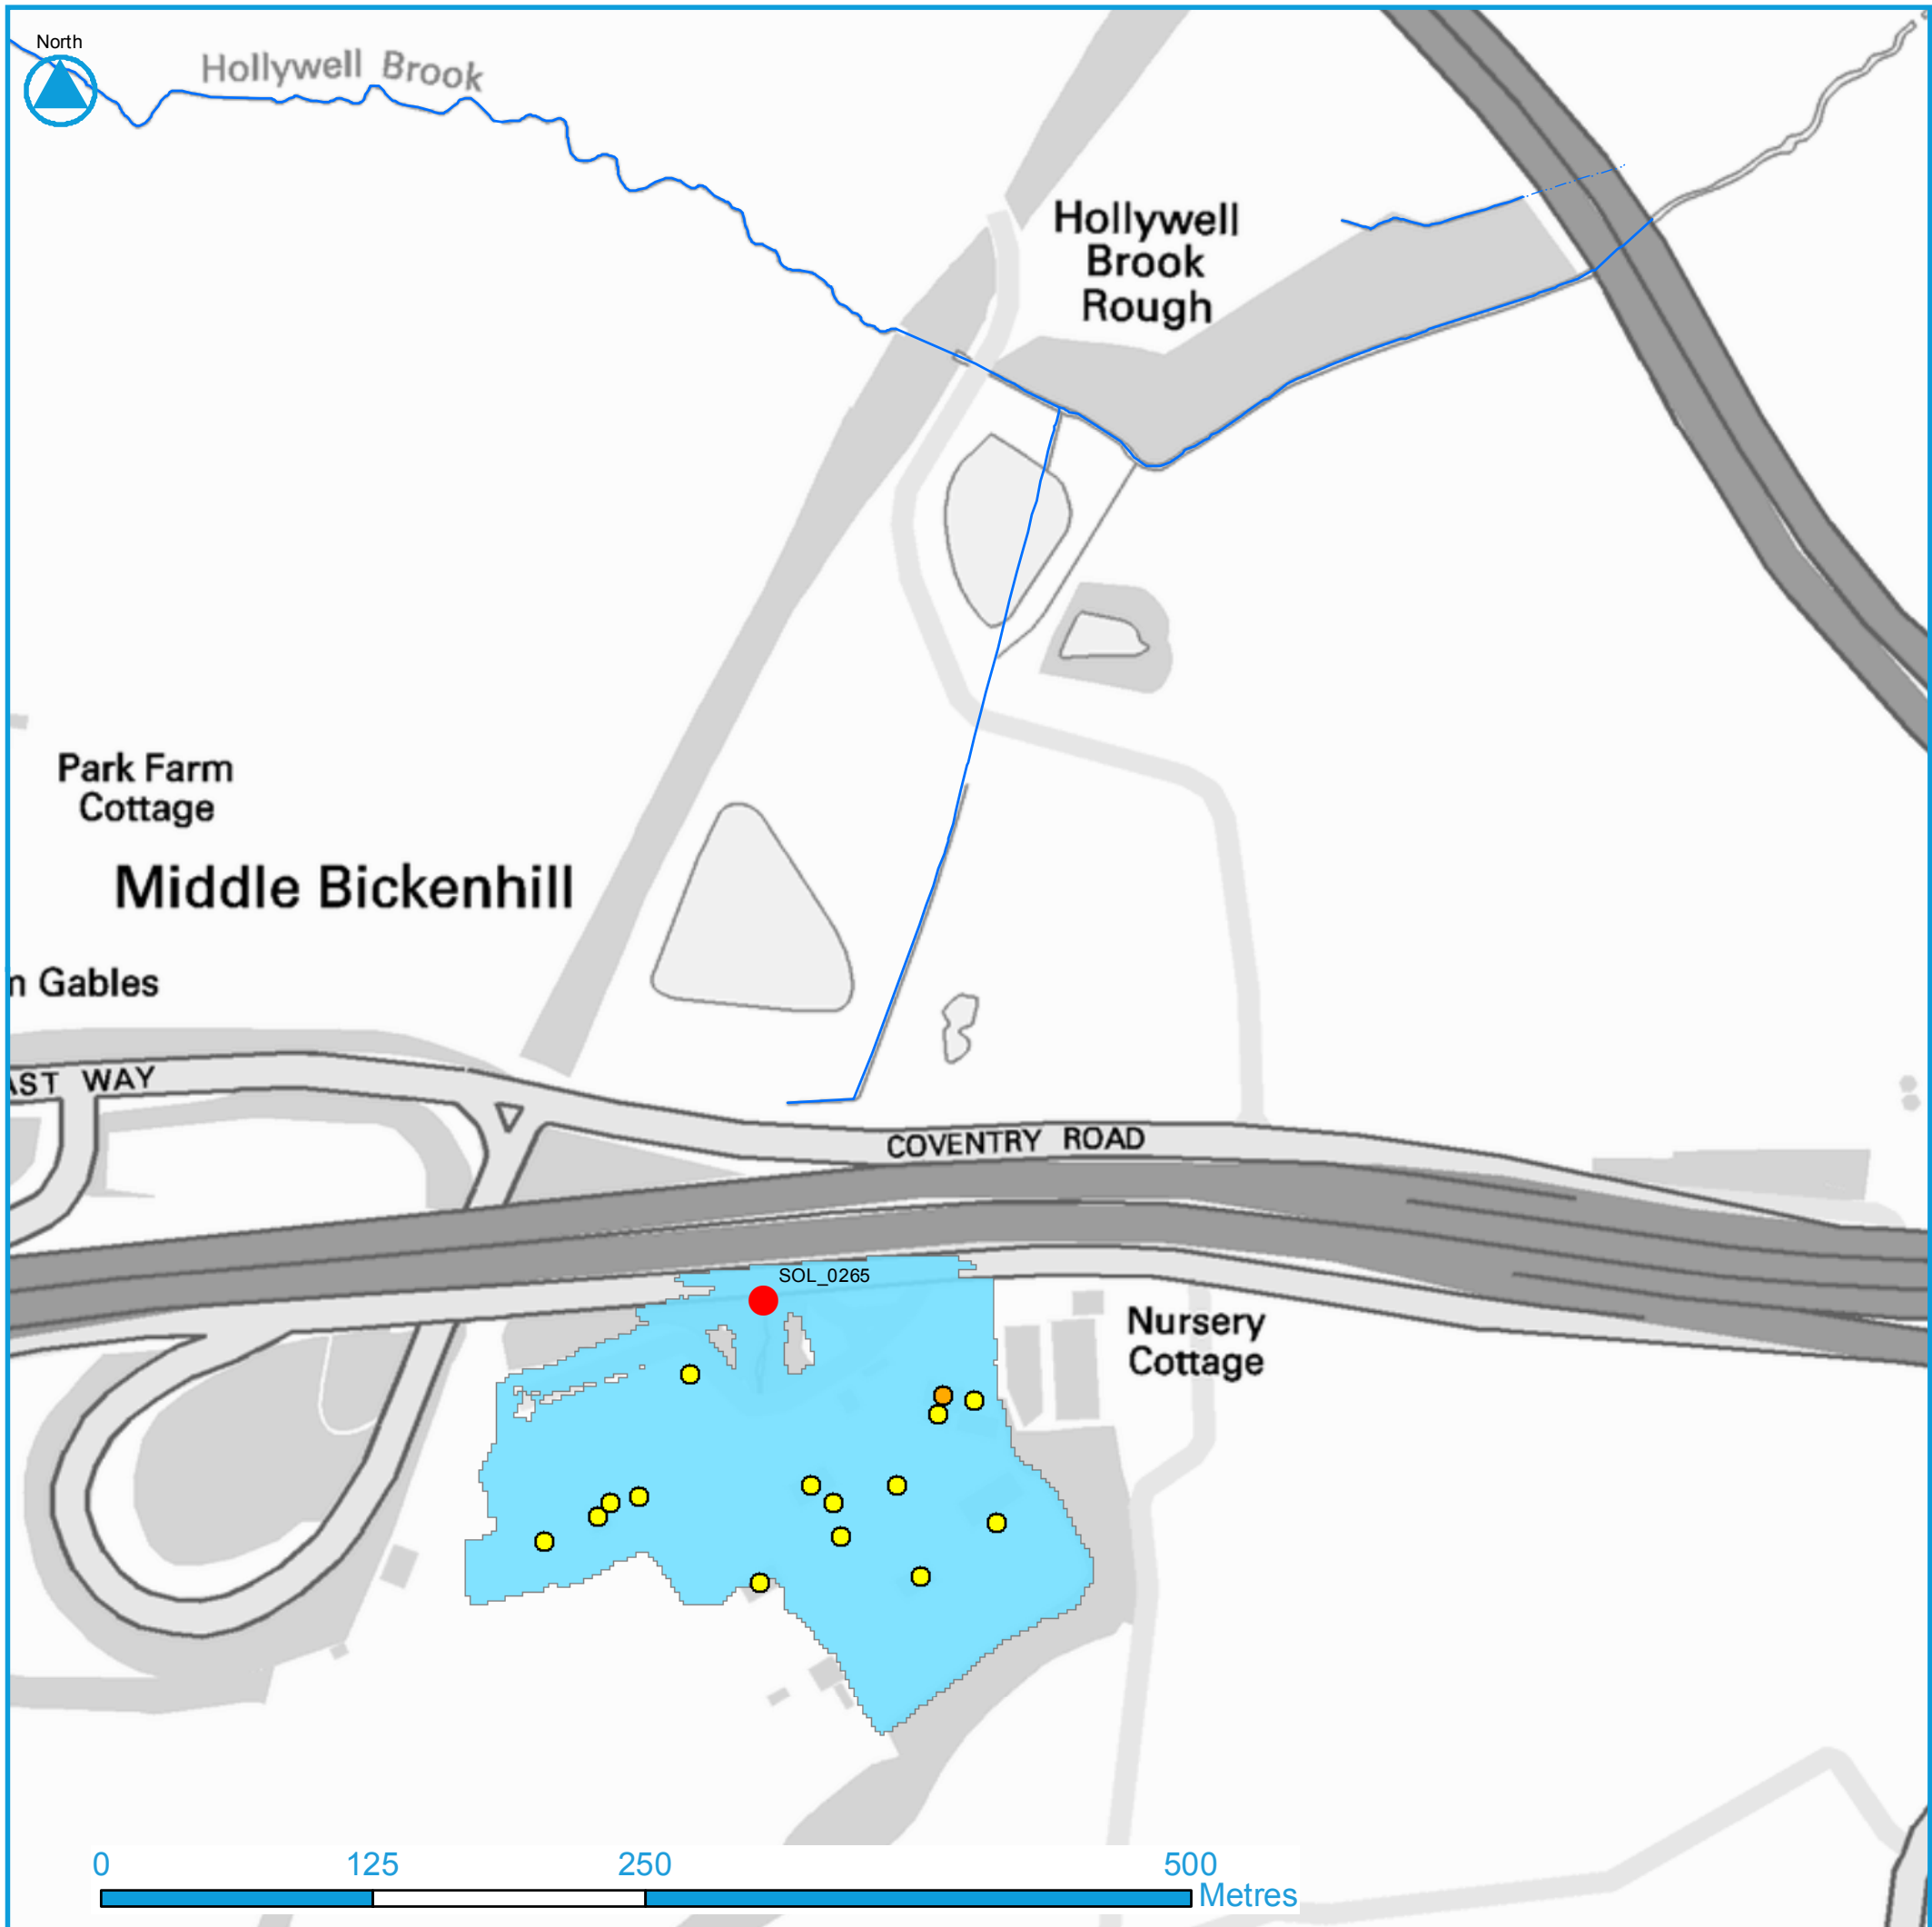 North
Hollywell Brook
Hollywell
Brook
Rough
Park Farm
Cottage
Middle Bickenhill
Gables
WAY
COVENTRY ROAD
SOL_0265
Nursery
Cottage
0 125 250 500
Metres